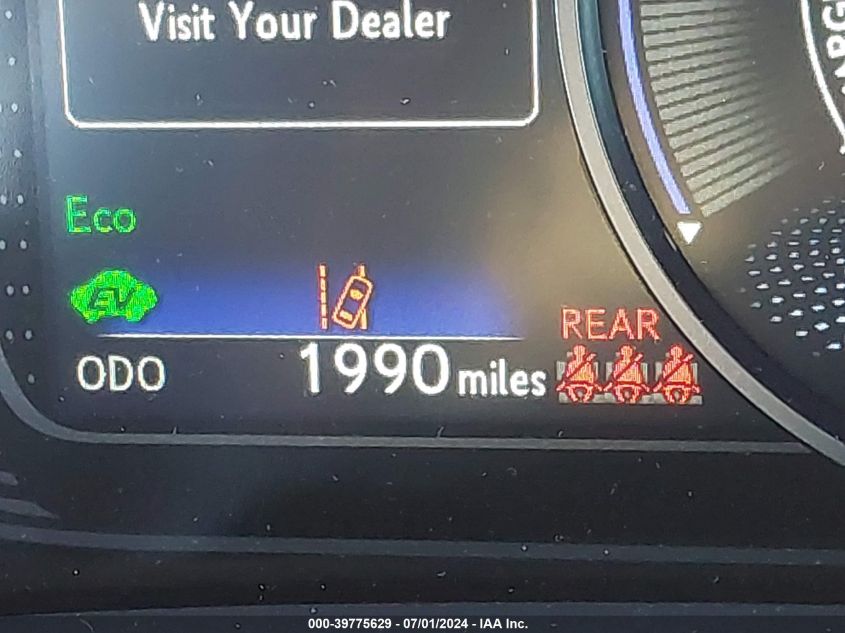 Visit Your Dealer
Eco
EV
REAR
ODO 1990 miles
000-39775629 - 07/01/2024 - IAA Inc.